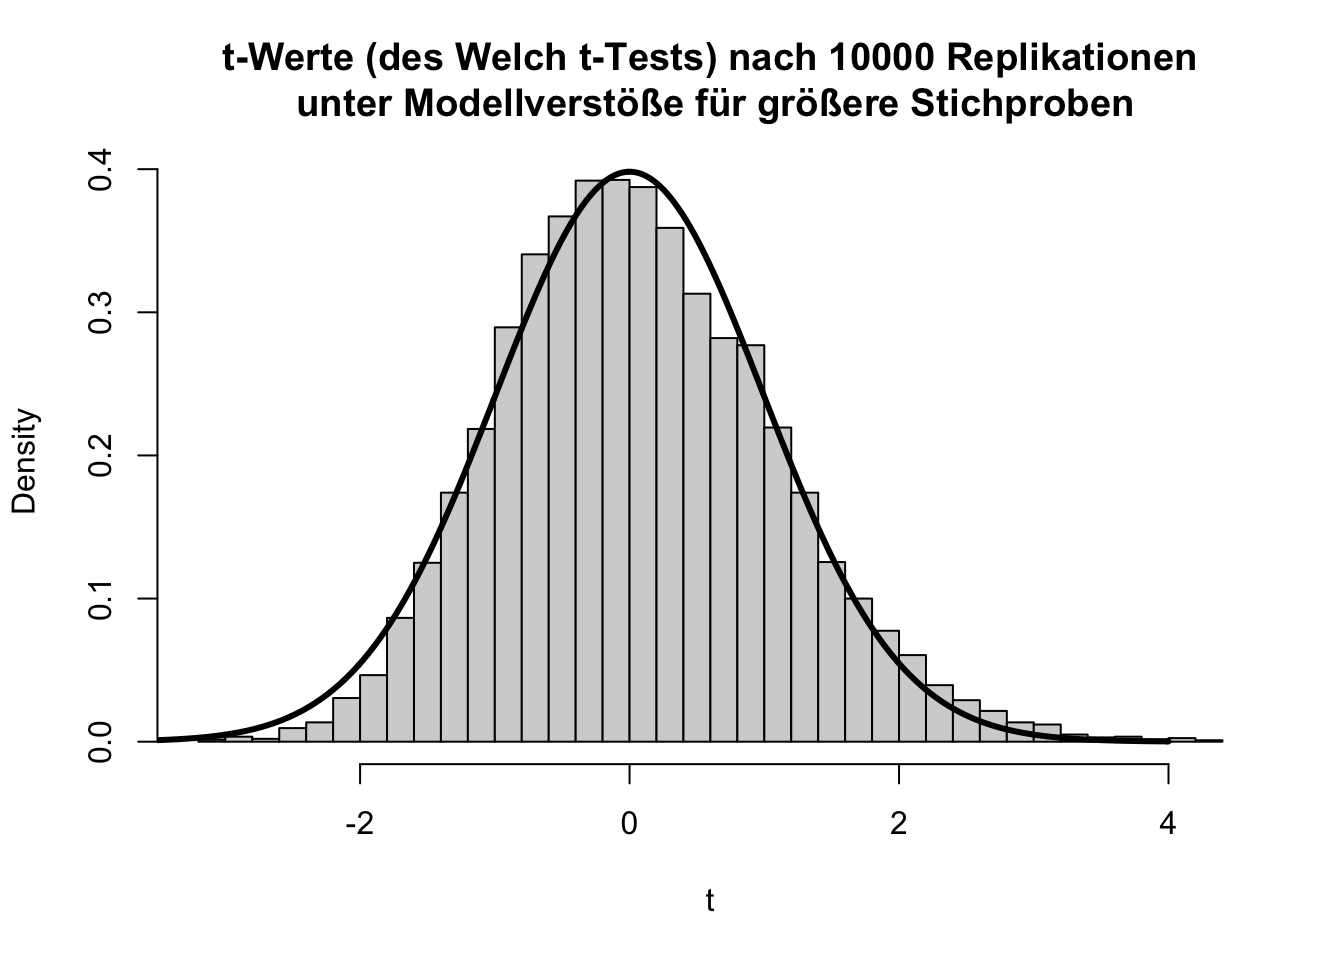 t-Werte (des Welch t-Tests) nach 10000 Replikationen
unter Modellverstöße für größere Stichproben
0.4
0.3
0.2
0.1
0.0
Density
-2 0 2 4
t